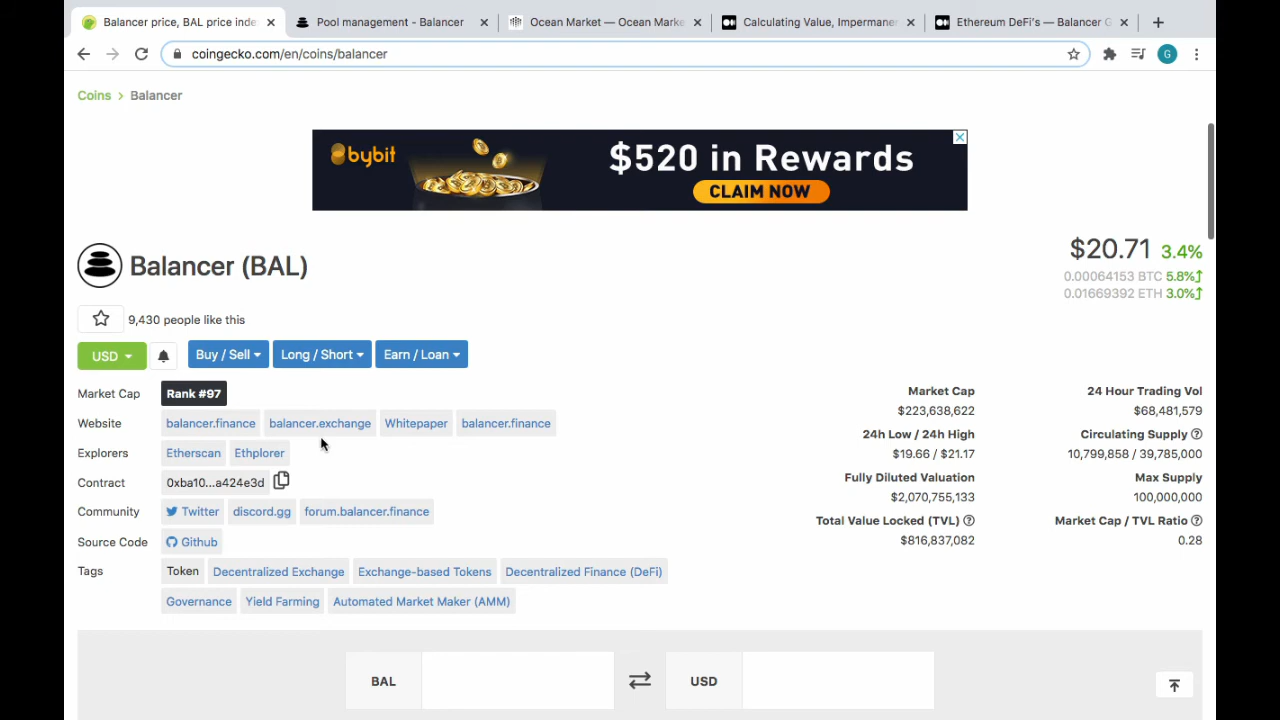 Balancer price, BAL price inde
Pool management - Balancer
Ocean Market — Ocean Marke
Calculating Value, Impermaner
Ethereum DeFi's — Balancer G
coingecko.com/en/coins/balancer
G
Coins > Balancer
bybit
$520 in Rewards
CLAIM NOW
Balancer (BAL)
$20.71 3.4%
0.00064153 BTC 5.8%
0.01669392 ETH 3.0%
9,430 people like this
USD
Buy / Sell
Long / Short
Earn / Loan
Market Cap Rank #97
Website balancer.finance balancer.exchange Whitepaper balancer.finance
Explorers Etherscan Ethplorer
Contract 0xba10...a424e3d
Community Twitter discord.gg forum.balancer.finance
Source Code Github
Tags Token Decentralized Exchange Exchange-based Tokens Decentralized Finance (DeFi)
Governance Yield Farming Automated Market Maker (AMM)
Market Cap
$223,638,622
24h Low / 24h High
$19.66 / $21.17
Fully Diluted Valuation
$2,070,755,133
Total Value Locked (TVL) ?
$816,837,082
24 Hour Trading Vol
$68,481,579
Circulating Supply ?
10,799,858 / 39,785,000
Max Supply
100,000,000
Market Cap / TVL Ratio ?
0.28
BAL
USD